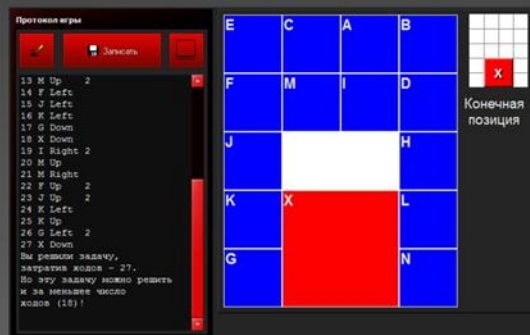 Протокол игры
Записать
13 M Up 2
14 F Left
15 J Left
16 K Left
17 G Down
18 X Down
19 I Right 2
20 M Up
21 M Right
22 F Up 2
23 J Up 2
24 K Left
25 K Up
26 G Left 2
27 X Down
Вы решили задачу,
затратив ходов - 27.
Но эту задачу можно решить
и за меньшее число
ходов (18)!
E C A B
F M I D
J H
K X L
G N
X
Конечная
позиция